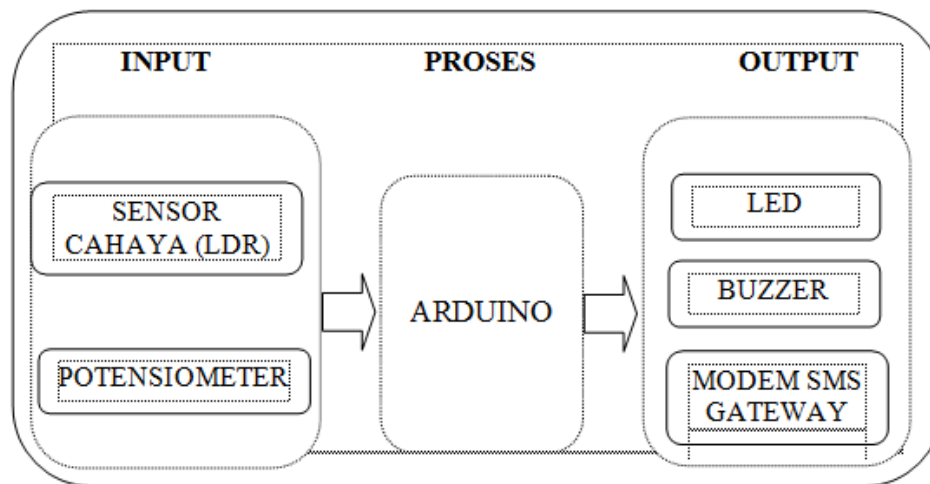 INPUT
PROSES
OUTPUT
SENSOR
CAHAYA (LDR)
POTENSIOMETER
ARDUINO
LED
BUZZER
MODEM SMS
GATEWAY